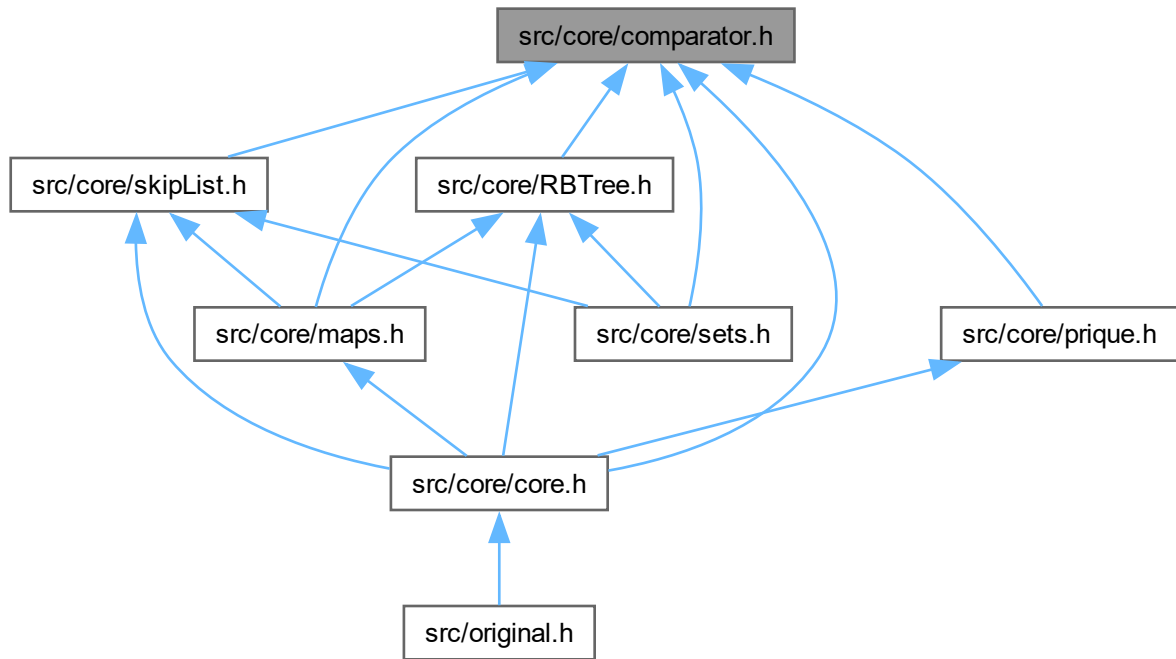 src/core/comparator.h
src/core/skipList.h
src/core/RBTree.h
src/core/maps.h
src/core/sets.h
src/core/prique.h
src/core/core.h
src/original.h